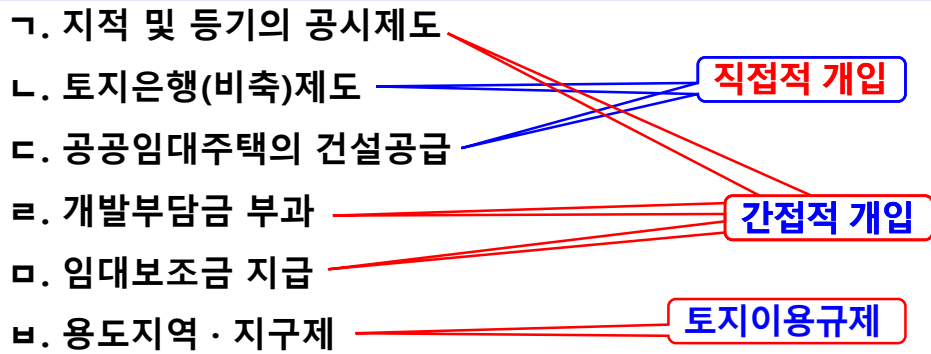 ㄱ. 지적 및 등기의 공시제도
직접적 개입
ㄴ. 토지은행(비축)제도
ㄷ. 공공임대주택의 건설공급
ㄹ. 개발부담금 부과
간접적 개입
ㅁ. 임대보조금 지급
토지이용규제
ㅂ. 용도지역 · 지구제